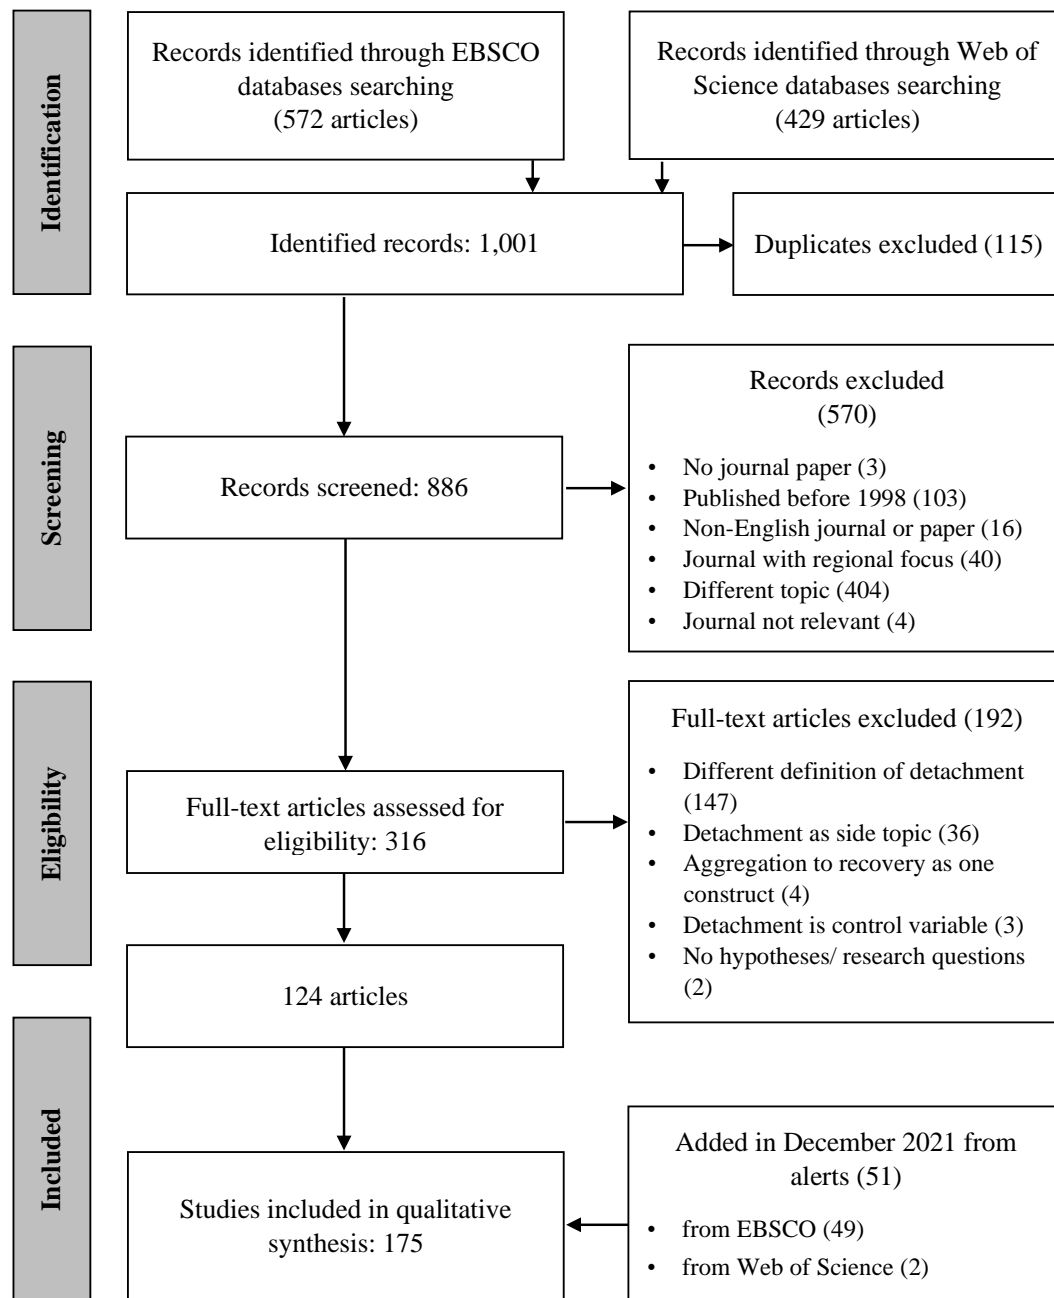 Identification
Records identified through EBSCO
databases searching
(572 articles)
Records identified through Web of
Science databases searching
(429 articles)
Identified records: 1,001
Duplicates excluded (115)
Screening
Records screened: 886
Records excluded
(570)
• No journal paper (3)
• Published before 1998 (103)
• Non-English journal or paper (16)
• Journal with regional focus (40)
• Different topic (404)
• Journal not relevant (4)
Eligibility
Full-text articles assessed for
eligibility: 316
Full-text articles excluded (192)
• Different definition of detachment
(147)
• Detachment as side topic (36)
• Aggregation to recovery as one
construct (4)
• Detachment is control variable (3)
• No hypotheses/ research questions
(2)
124 articles
Included
Studies included in qualitative
synthesis: 175
Added in December 2021 from
alerts (51)
• from EBSCO (49)
• from Web of Science (2)